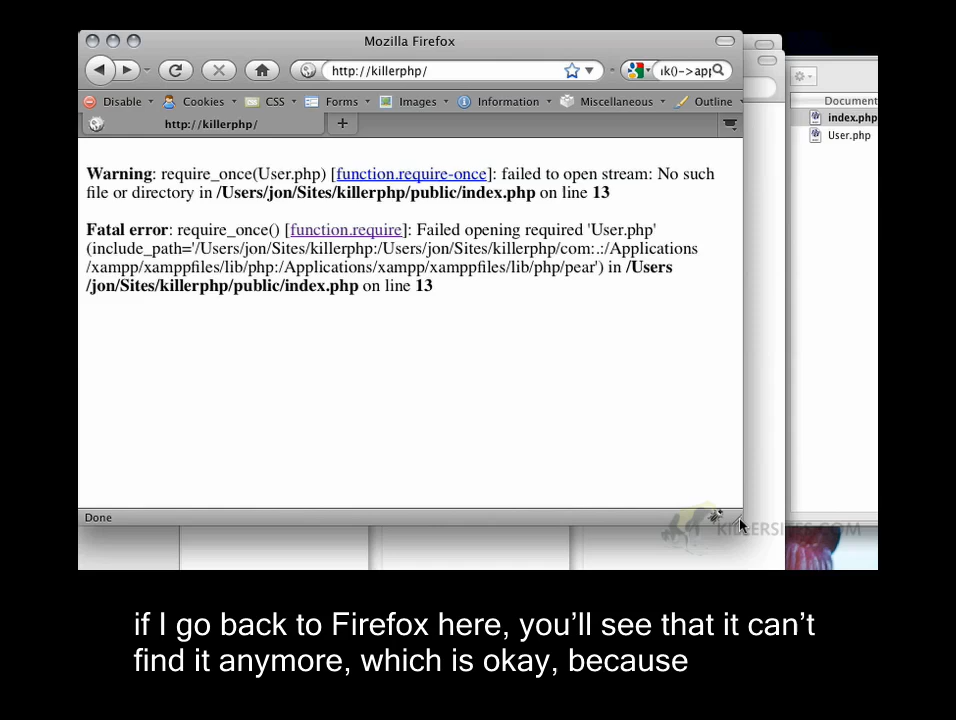 Mozilla Firefox
http://killerphp/
ık()->app
Disable Cookies CSS Forms Images Information Miscellaneous Outline
http://killerphp/
Document
index.php
User.php
Warning: require_once(User.php) [function.require-once]: failed to open stream: No such
file or directory in /Users/jon/Sites/killerphp/public/index.php on line 13
Fatal error: require_once() [function.require]: Failed opening required 'User.php'
(include_path='/Users/jon/Sites/killerphp:/Users/jon/Sites/killerphp/com:.:/Applications
/xampp/xamppfiles/lib/php:/Applications/xampp/xamppfiles/lib/php/pear') in /Users
/jon/Sites/killerphp/public/index.php on line 13
Done
KILLERSITES.COM
if I go back to Firefox here, you’ll see that it can’t
find it anymore, which is okay, because